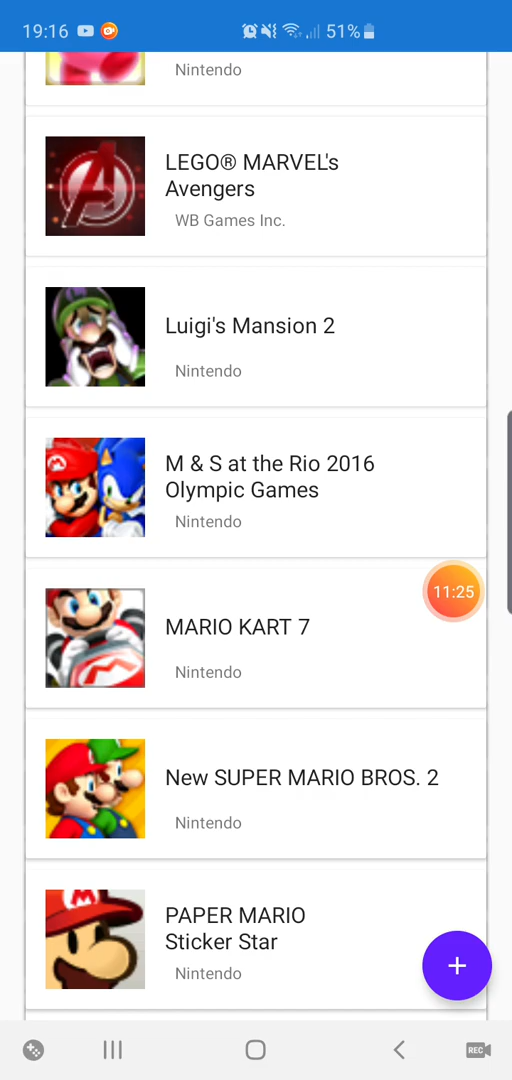 19:16
51%
Nintendo
LEGO® MARVEL's
Avengers
WB Games Inc.
Luigi's Mansion 2
Nintendo
M & S at the Rio 2016
Olympic Games
Nintendo
11:25
MARIO KART 7
Nintendo
New SUPER MARIO BROS. 2
Nintendo
PAPER MARIO
Sticker Star
Nintendo
+
REC